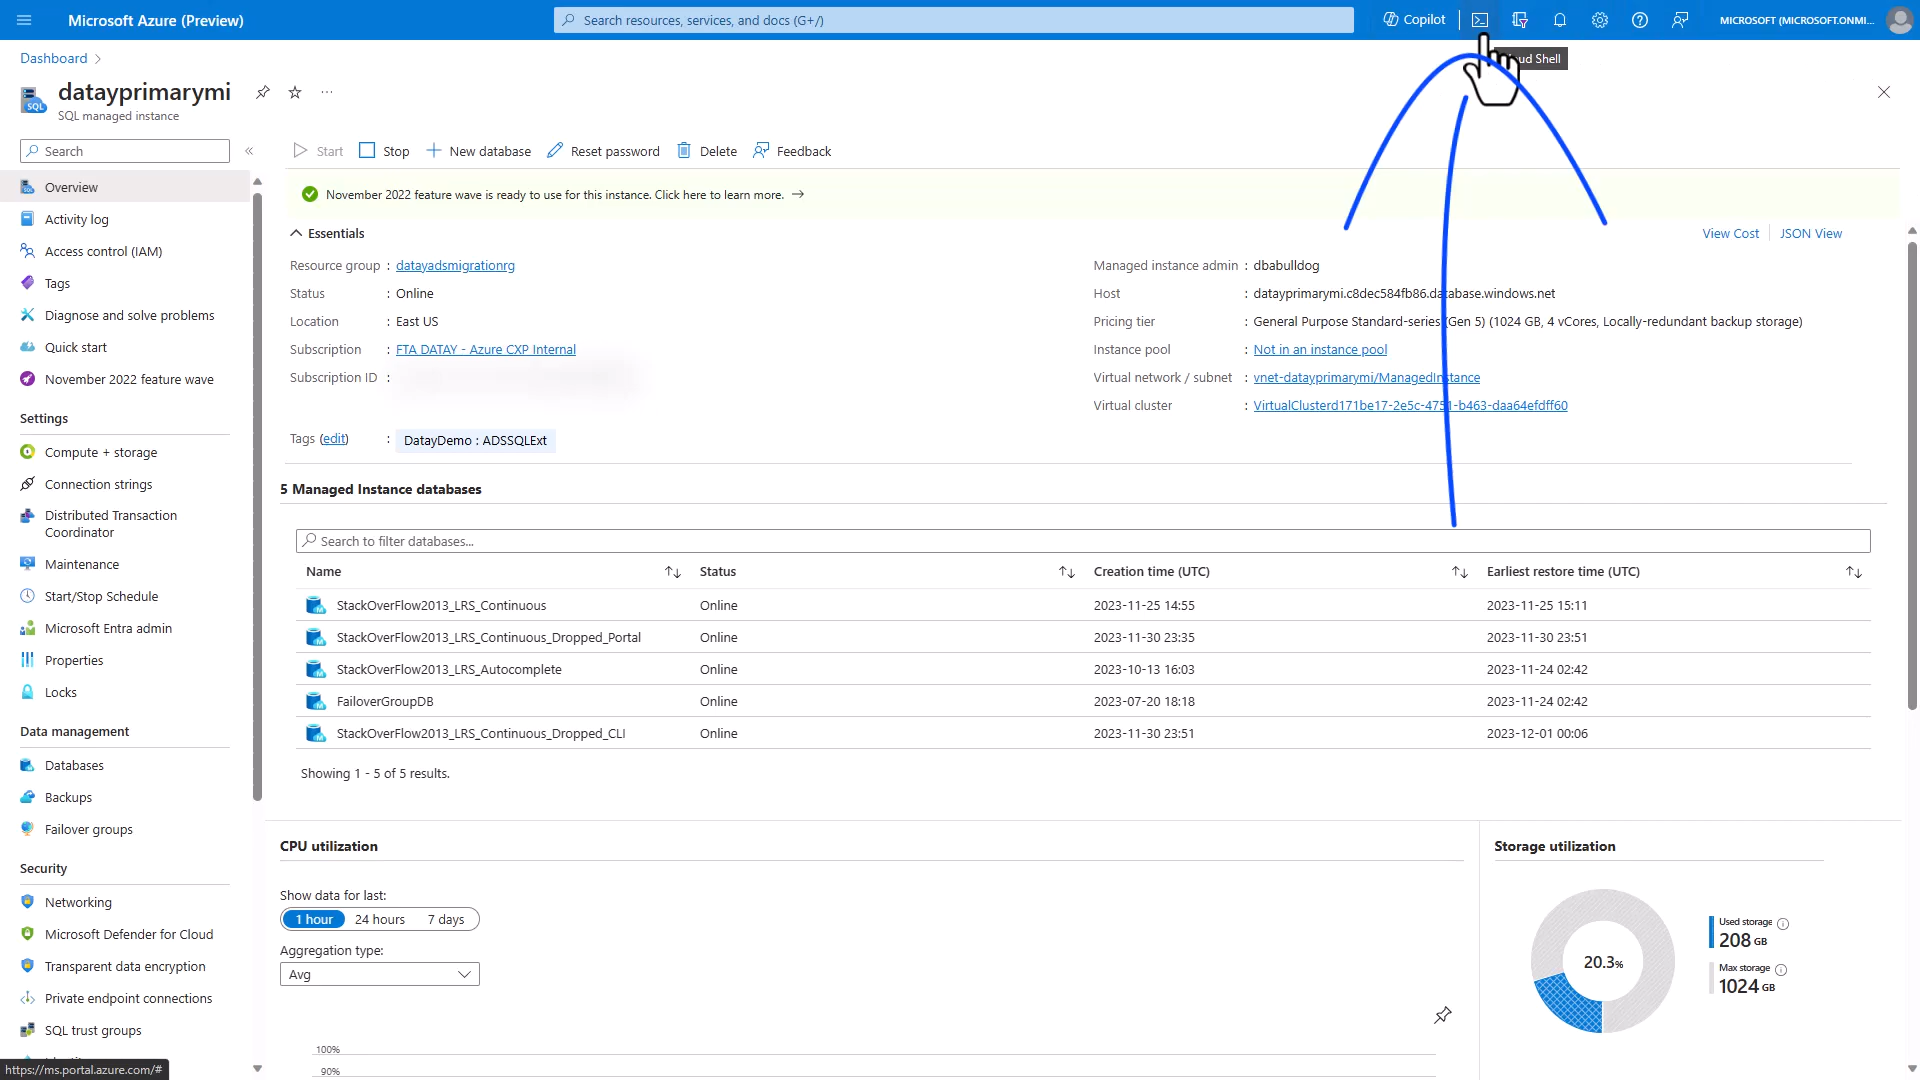 Microsoft Azure (Preview)
Search resources, services, and docs (G+/)
Copilot
MICROSOFT (MICROSOFT.ONMI...
Dashboard
datayprimarymi
SQL managed instance
Search
Start
Stop
New database
Reset password
Delete
Feedback
November 2022 feature wave is ready to use for this instance. Click here to learn more.
Overview
Activity log
Access control (IAM)
Tags
Diagnose and solve problems
Quick start
November 2022 feature wave
Settings
Compute + storage
Connection strings
Distributed Transaction
Coordinator
Maintenance
Start/Stop Schedule
Microsoft Entra admin
Properties
Locks
Data management
Databases
Backups
Failover groups
Security
Networking
Microsoft Defender for Cloud
Transparent data encryption
Private endpoint connections
SQL trust groups
https://ms.portal.azure.com/#
Essentials
View Cost
JSON View
Resource group : datayadsmigrationrg
Status : Online
Location : East US
Subscription : FTA DATAY - Azure CXP Internal
Subscription ID :
Tags (edit) : DatayDemo : ADSSQLExt
Managed instance admin : dbabulldog
Host : datayprimarymi.c8dec584fb86.database.windows.net
Pricing tier : General Purpose Standard-series (Gen 5) (1024 GB, 4 vCores, Locally-redundant backup storage)
Instance pool : Not in an instance pool
Virtual network / subnet : vnet-datayprimarymi/ManagedInstance
Virtual cluster : VirtualClusterd171be17-2e5c-4751-b463-daa64efdff60
5 Managed Instance databases
Search to filter databases...
Name Status Creation time (UTC) Earliest restore time (UTC)
StackOverFlow2013_LRS_Continuous Online 2023-11-25 14:55 2023-11-25 15:11
StackOverFlow2013_LRS_Continuous_Dropped_Portal Online 2023-11-30 23:35 2023-11-30 23:51
StackOverFlow2013_LRS_Autocomplete Online 2023-10-13 16:03 2023-11-24 02:42
FailoverGroupDB Online 2023-07-20 18:18 2023-11-24 02:42
StackOverFlow2013_LRS_Continuous_Dropped_CLI Online 2023-11-30 23:51 2023-12-01 00:06
Showing 1 - 5 of 5 results.
CPU utilization
Show data for last:
1 hour 24 hours 7 days
Aggregation type:
Avg
100%
90%
Storage utilization
20.3%
Used storage
208 GB
Max storage
1024 GB
Shell
SQL